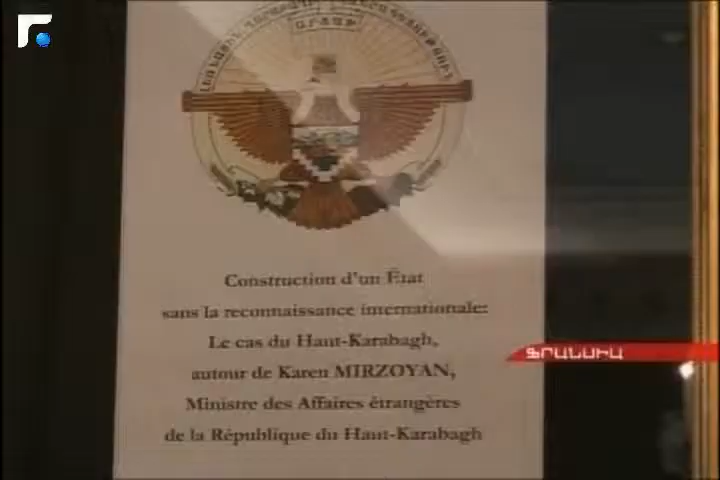 ԱՐՑԱԽ
Construction d'un État
sans la reconnaissance internationale:
Le cas du Haut-Karabagh,
autour de Karen MIRZOYAN,
Ministre des Affaires étrangères
de la République du Haut-Karabagh
ՖՐԱՆՍԻԱ